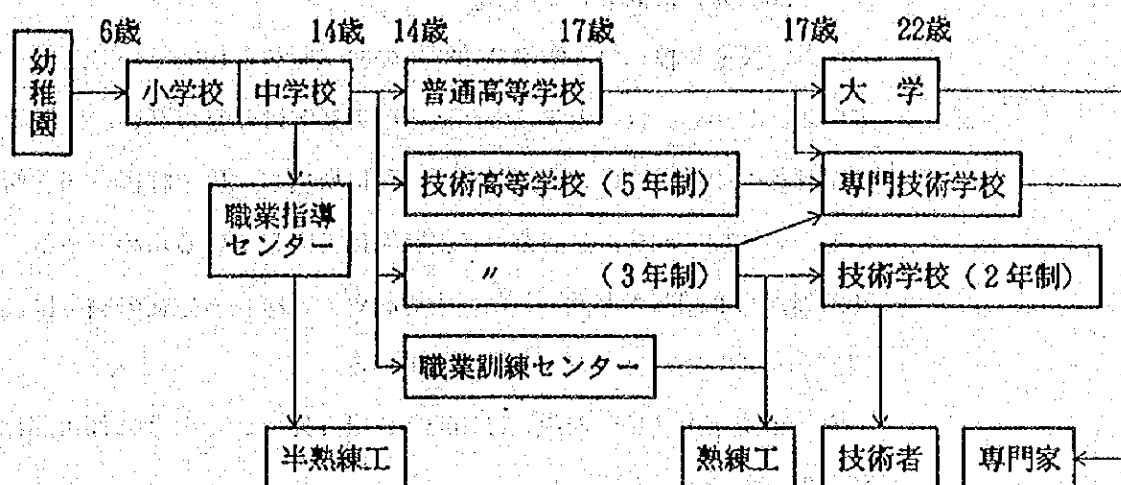 6歳 14歳 14歳 17歳 17歳 22歳
幼稚園
小学校 中学校 普通高等学校 大 学
技術高等学校(5年制) 専門技術学校
職業指導
センター
〃 (3年制) 技術学校(2年制)
職業訓練センター
半熟練工 熟練工 技術者 専門家